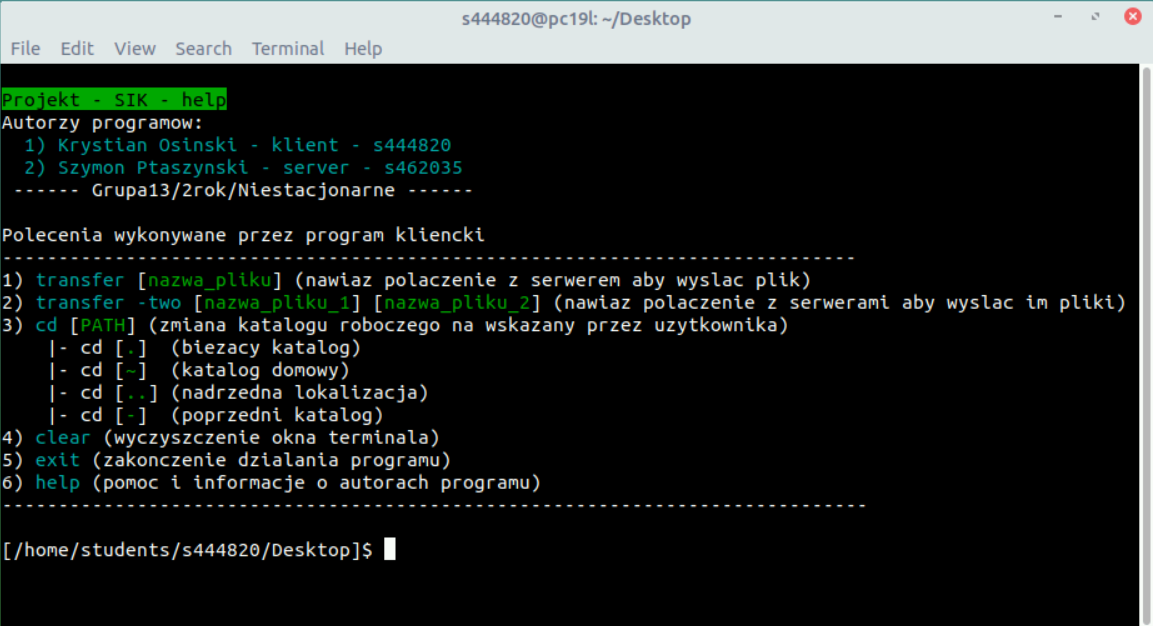 s444820@pc19l: ~/Desktop
File Edit View Search Terminal Help
Projekt - SIK - help
Autorzy programow:
  1) Krystian Osinski - klient - s444820
  2) Szymon Ptaszynski - server - s462035
 ------ Grupa13/2rok/Niestacjonarne ------
Polecenia wykonywane przez program kliencki
----------------------------------------------------------------------------
1) transfer [nazwa_pliku] (nawiaz polaczenie z serwerem aby wyslac plik)
2) transfer -two [nazwa_pliku_1] [nazwa_pliku_2] (nawiaz polaczenie z serwerami aby wyslac im pliki)
3) cd [PATH] (zmiana katalogu roboczego na wskazany przez uzytkownika)
    |- cd [.]  (biezacy katalog)
    |- cd [~]  (katalog domowy)
    |- cd [..] (nadrzedna lokalizacja)
    |- cd [-]  (poprzedni katalog)
4) clear (wyczyszczenie okna terminala)
5) exit (zakonczenie dzialania programu)
6) help (pomoc i informacje o autorach programu)
-----------------------------------------------------------------------------
[/home/students/s444820/Desktop]$